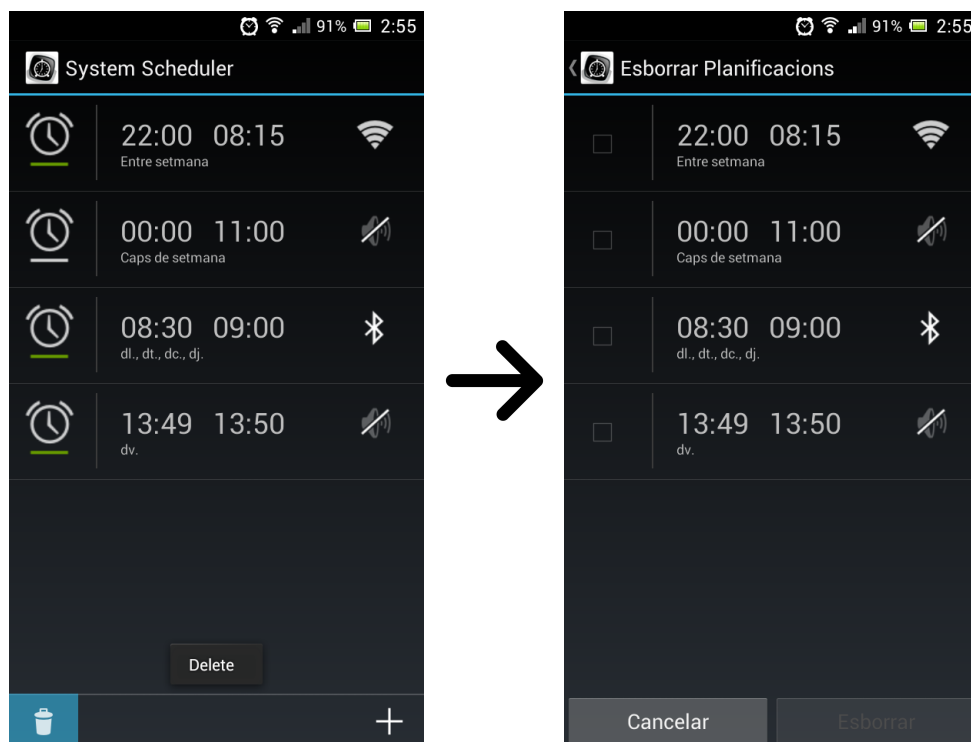 91% 2:55
System Scheduler
22:00 08:15
Entre setmana
00:00 11:00
Caps de setmana
08:30 09:00
dl., dt., dc., dj.
13:49 13:50
dv.
Delete
91% 2:55
Esborrar Planificacions
22:00 08:15
Entre setmana
00:00 11:00
Caps de setmana
08:30 09:00
dl., dt., dc., dj.
13:49 13:50
dv.
Cancelar Esborrar